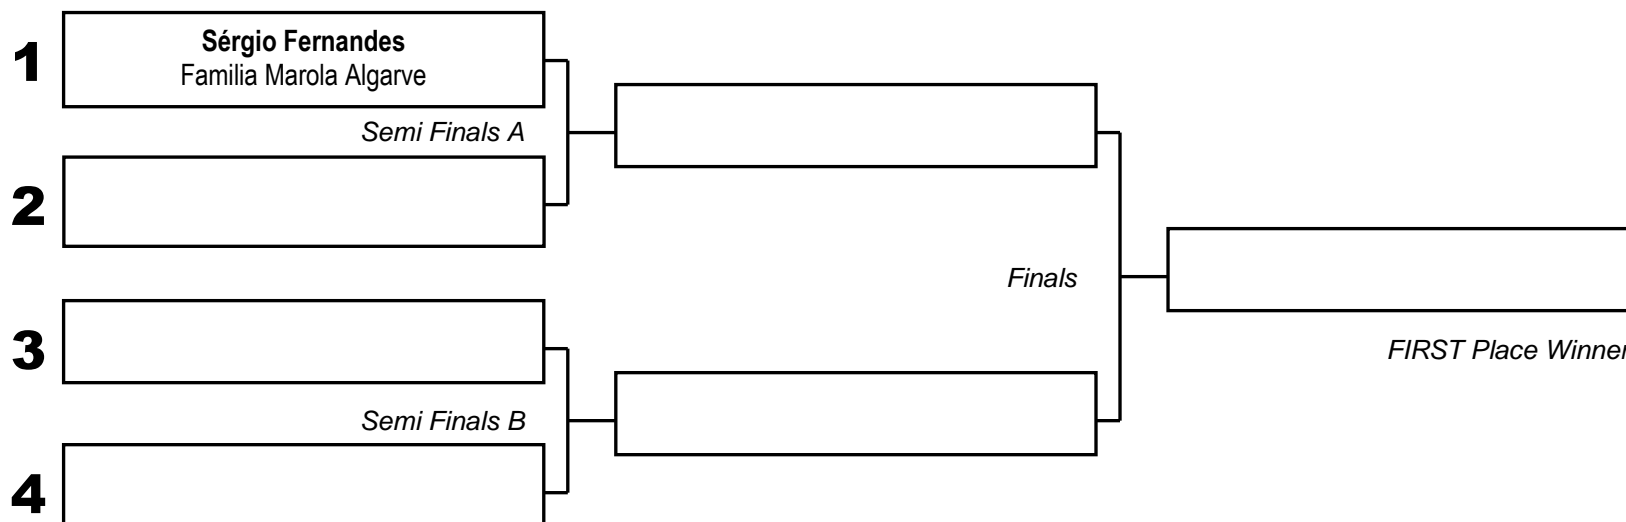 1
Sérgio Fernandes
Familia Marola Algarve
Semi Finals A
2
Finals
3
FIRST Place Winner
Semi Finals B
4